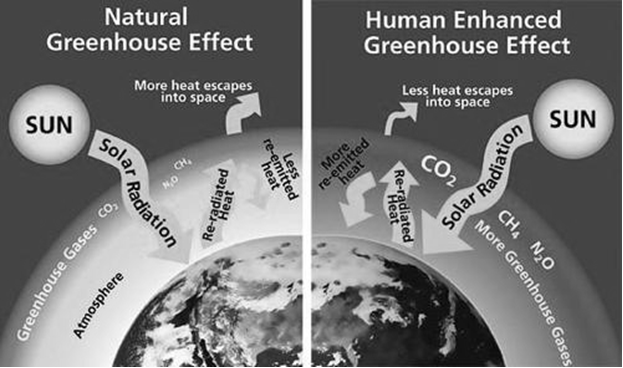 Natural
Greenhouse Effect
More heat escapes
into space
SUN
Solar Radiation
CH₄
N₂O
CO₂
Less
re-emitted
heat
Re-radiated
Heat
Greenhouse Gases
Atmosphere
Human Enhanced
Greenhouse Effect
Less heat escapes
into space
SUN
Solar Radiation
More
re-emitted
heat
Re-radiated
Heat
CO₂
CH₄
N₂O
More Greenhouse Gases